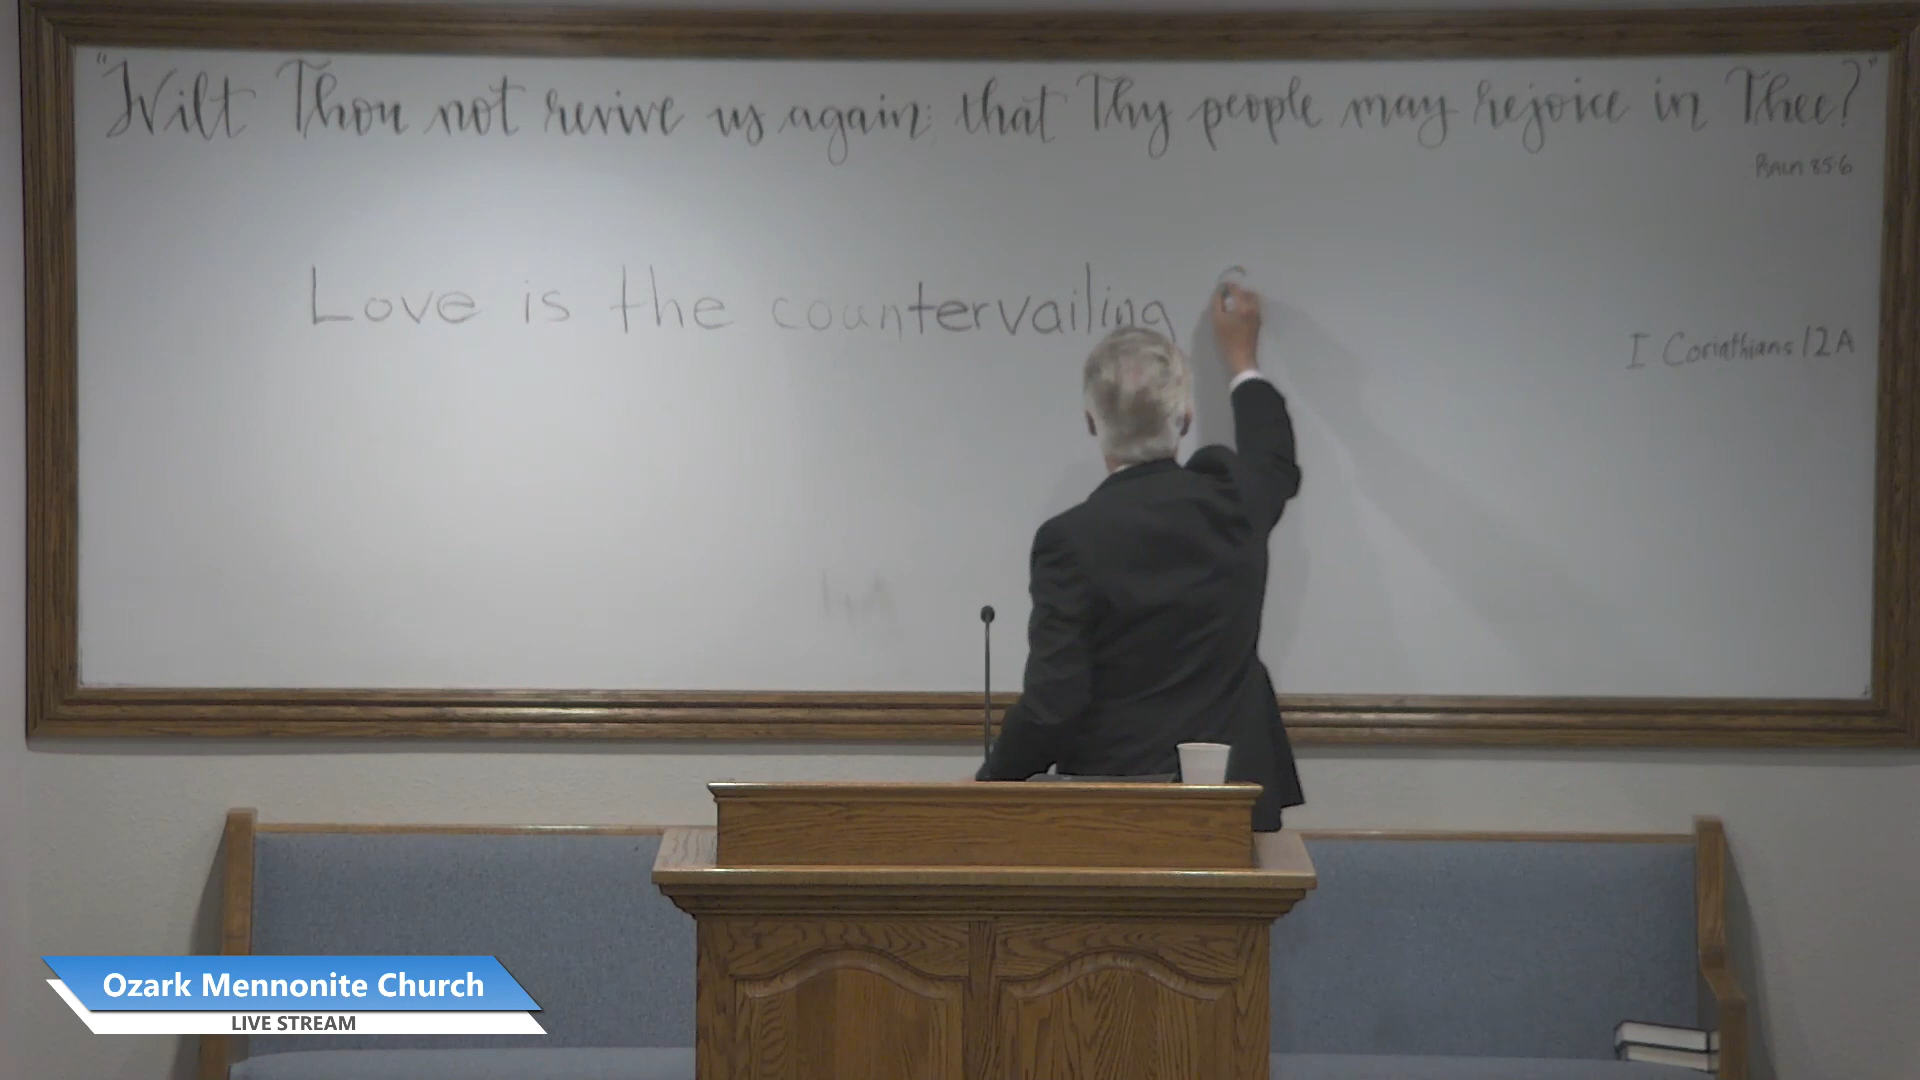 "Wilt Thou not revive us again: that Thy people may rejoice in Thee?"
Psalm 85:6
Love is the countervailing
I Corinthians 12A
Ozark Mennonite Church
LIVE STREAM